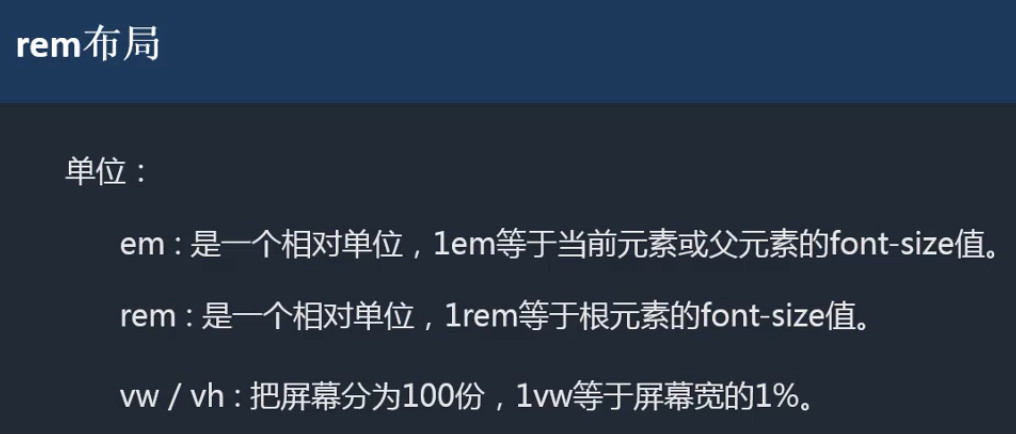 rem布局
单位：
em : 是一个相对单位，1em等于当前元素或父元素的font-size值。
rem : 是一个相对单位，1rem等于根元素的font-size值。
vw / vh : 把屏幕分为100份，1vw等于屏幕宽的1%。